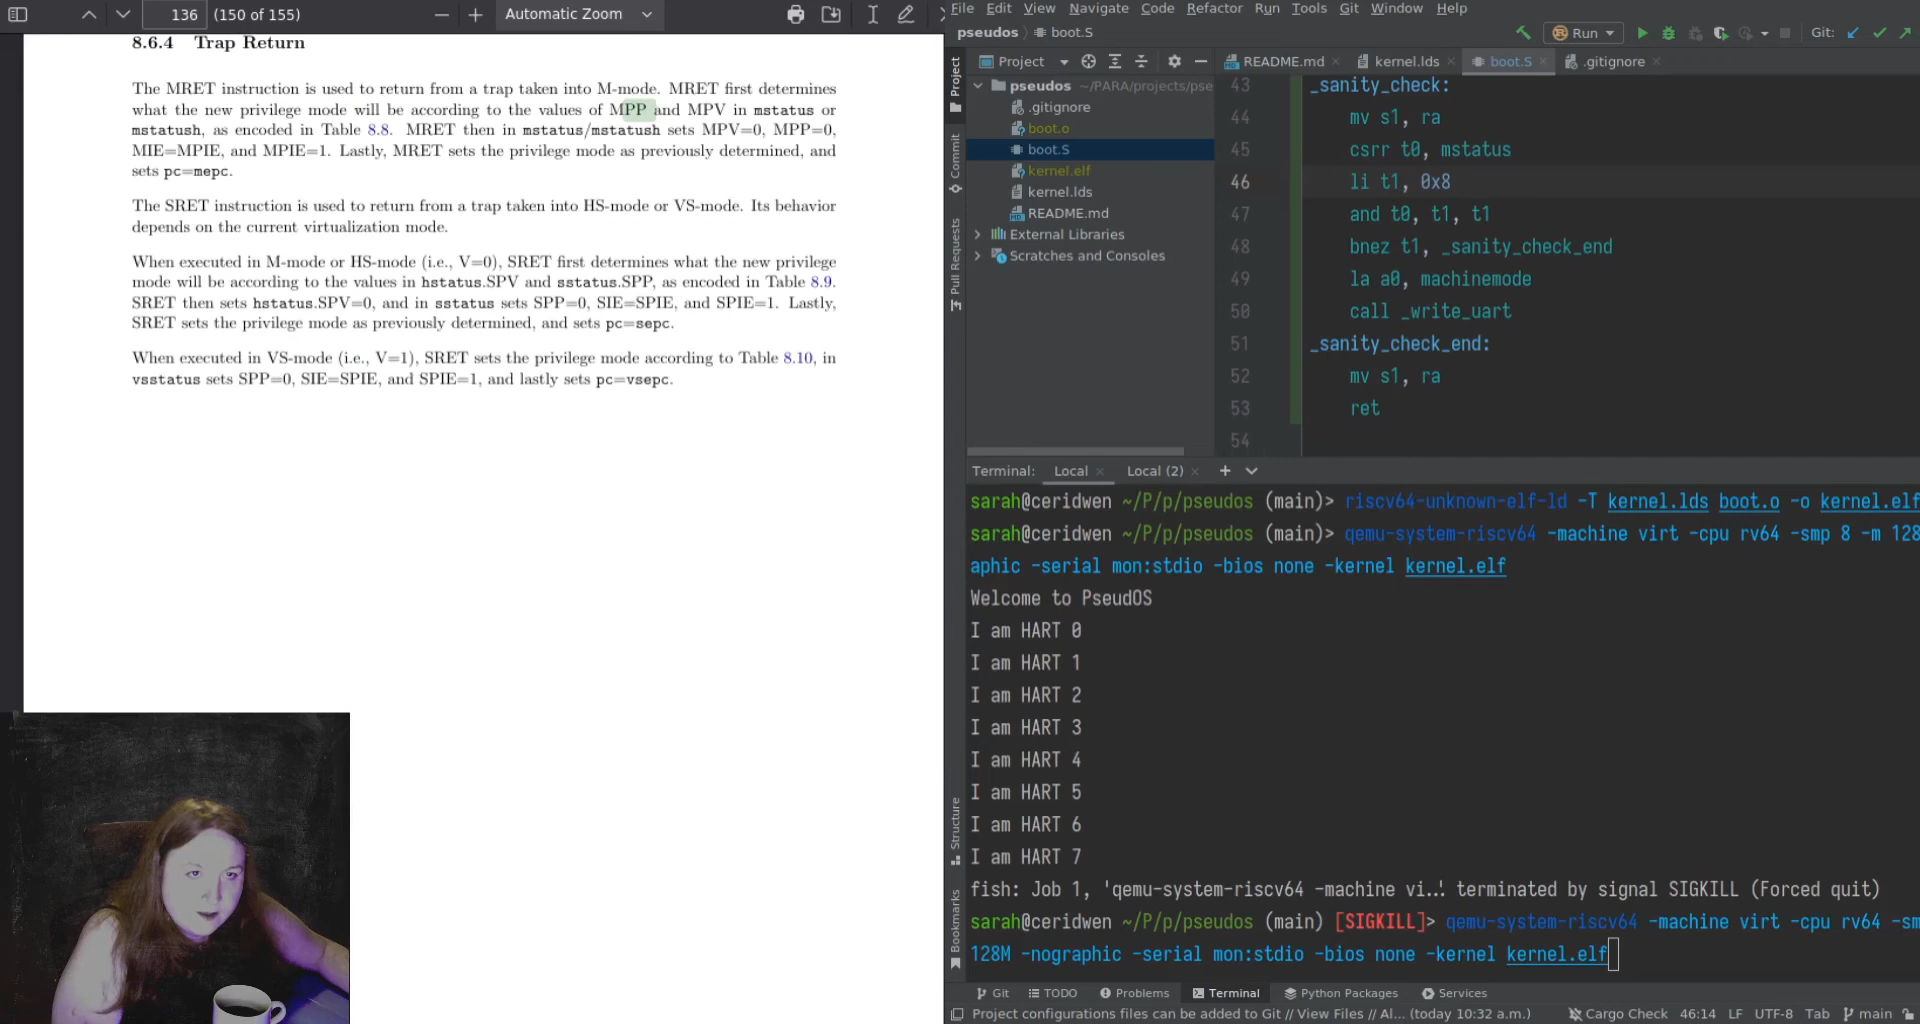 136 (150 of 155) Automatic Zoom
8.6.4 Trap Return
The MRET instruction is used to return from a trap taken into M-mode. MRET first determines
what the new privilege mode will be according to the values of MPP and MPV in mstatus or
mstatush, as encoded in Table 8.8. MRET then in mstatus/mstatush sets MPV=0, MPP=0,
MIE=MPIE, and MPIE=1. Lastly, MRET sets the privilege mode as previously determined, and
sets pc=mepc.
The SRET instruction is used to return from a trap taken into HS-mode or VS-mode. Its behavior
depends on the current virtualization mode.
When executed in M-mode or HS-mode (i.e., V=0), SRET first determines what the new privilege
mode will be according to the values in hstatus.SPV and sstatus.SPP, as encoded in Table 8.9.
SRET then sets hstatus.SPV=0, and in sstatus sets SPP=0, SIE=SPIE, and SPIE=1. Lastly,
SRET sets the privilege mode as previously determined, and sets pc=sepc.
When executed in VS-mode (i.e., V=1), SRET sets the privilege mode according to Table 8.10, in
vsstatus sets SPP=0, SIE=SPIE, and SPIE=1, and lastly sets pc=vsepc.
File Edit View Navigate Code Refactor Run Tools Git Window Help
pseudos boot.S Run Git:
Project README.md kernel.lds boot.S .gitignore
Project
Commit
Pull Requests
Structure
Bookmarks
pseudos ~/PARA/projects/pse
.gitignore
boot.o
boot.S
kernel.elf
kernel.lds
README.md
External Libraries
Scratches and Consoles
43 _sanity_check:
44 mv s1, ra
45 csrr t0, mstatus
46 li t1, 0x8
47 and t0, t1, t1
48 bnez t1, _sanity_check_end
49 la a0, machinemode
50 call _write_uart
51 _sanity_check_end:
52 mv s1, ra
53 ret
54
Terminal: Local Local (2)
sarah@ceridwen ~/P/p/pseudos (main)> riscv64-unknown-elf-ld -T kernel.lds boot.o -o kernel.elf
sarah@ceridwen ~/P/p/pseudos (main)> qemu-system-riscv64 -machine virt -cpu rv64 -smp 8 -m 128
aphic -serial mon:stdio -bios none -kernel kernel.elf
Welcome to PseudOS
I am HART 0
I am HART 1
I am HART 2
I am HART 3
I am HART 4
I am HART 5
I am HART 6
I am HART 7
fish: Job 1, 'qemu-system-riscv64 -machine vi…' terminated by signal SIGKILL (Forced quit)
sarah@ceridwen ~/P/p/pseudos (main) [SIGKILL]> qemu-system-riscv64 -machine virt -cpu rv64 -sm
128M -nographic -serial mon:stdio -bios none -kernel kernel.elf
Git TODO Problems Terminal Python Packages Services
Project configurations files can be added to Git // View Files // Al... (today 10:32 a.m.) Cargo Check 46:14 LF UTF-8 Tab main